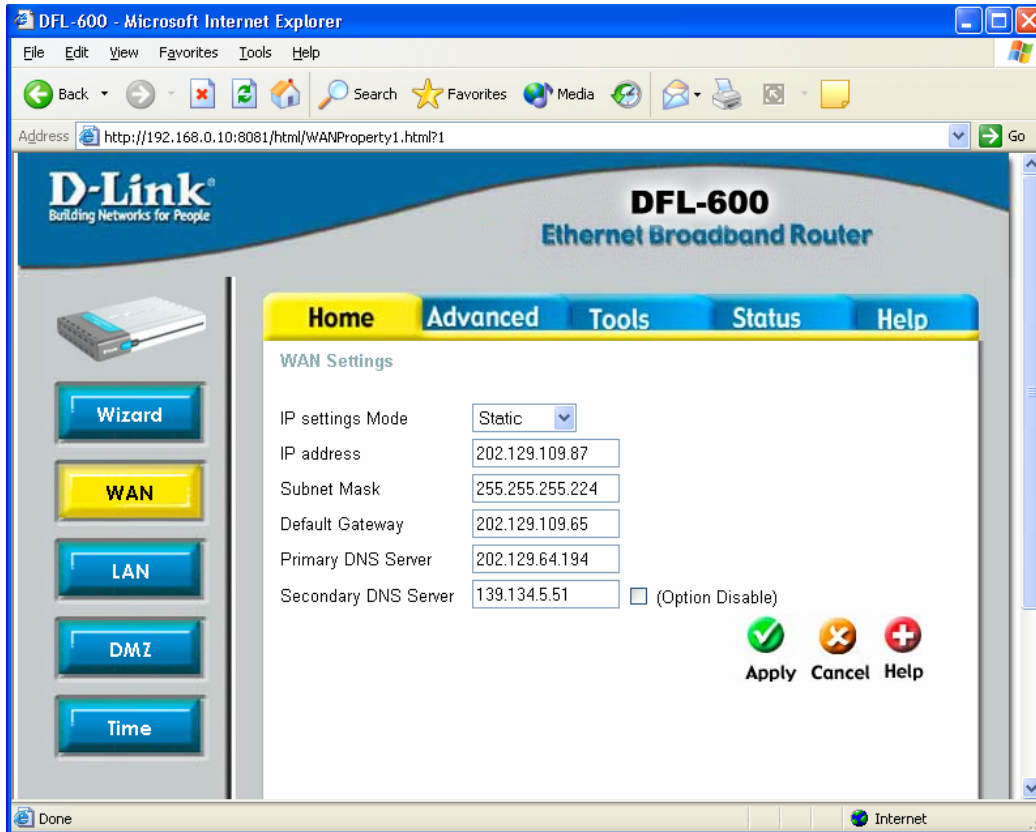 DFL-600 - Microsoft Internet Explorer
File Edit View Favorites Tools Help
Back Search Favorites Media
Address http://192.168.0.10:8081/html/WANProperty1.html?1 Go
D-Link®
Building Networks for People
DFL-600
Ethernet Broadband Router
Home Advanced Tools Status Help
WAN Settings
Wizard
WAN
LAN
DMZ
Time
IP settings Mode Static
IP address 202.129.109.87
Subnet Mask 255.255.255.224
Default Gateway 202.129.109.65
Primary DNS Server 202.129.64.194
Secondary DNS Server 139.134.5.51 (Option Disable)
Apply Cancel Help
Done Internet